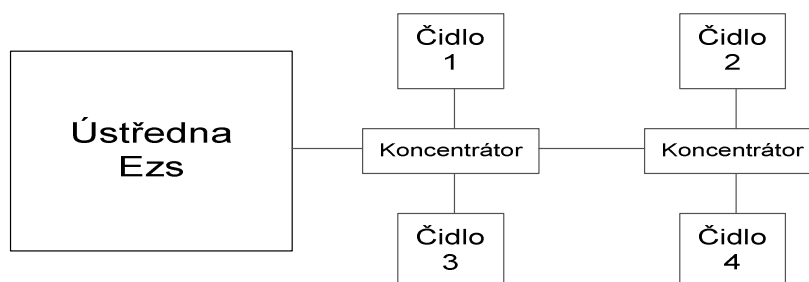 Čidlo
1
Čidlo
2
Ústředna
Ezs
Koncentrátor
Koncentrátor
Čidlo
3
Čidlo
4